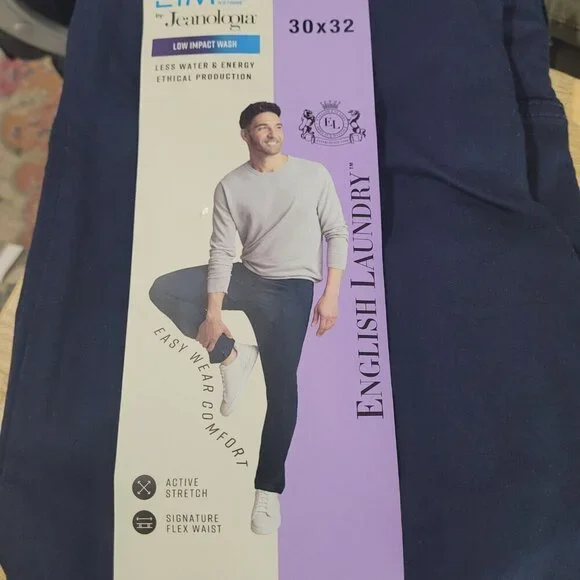 by Jeanologia
LOW IMPACT WASH
LESS WATER & ENERGY
ETHICAL PRODUCTION
30x32
EL
ENGLISH LAUNDRY™
EASY WEAR COMFORT
ACTIVE
STRETCH
SIGNATURE
FLEX WAIST